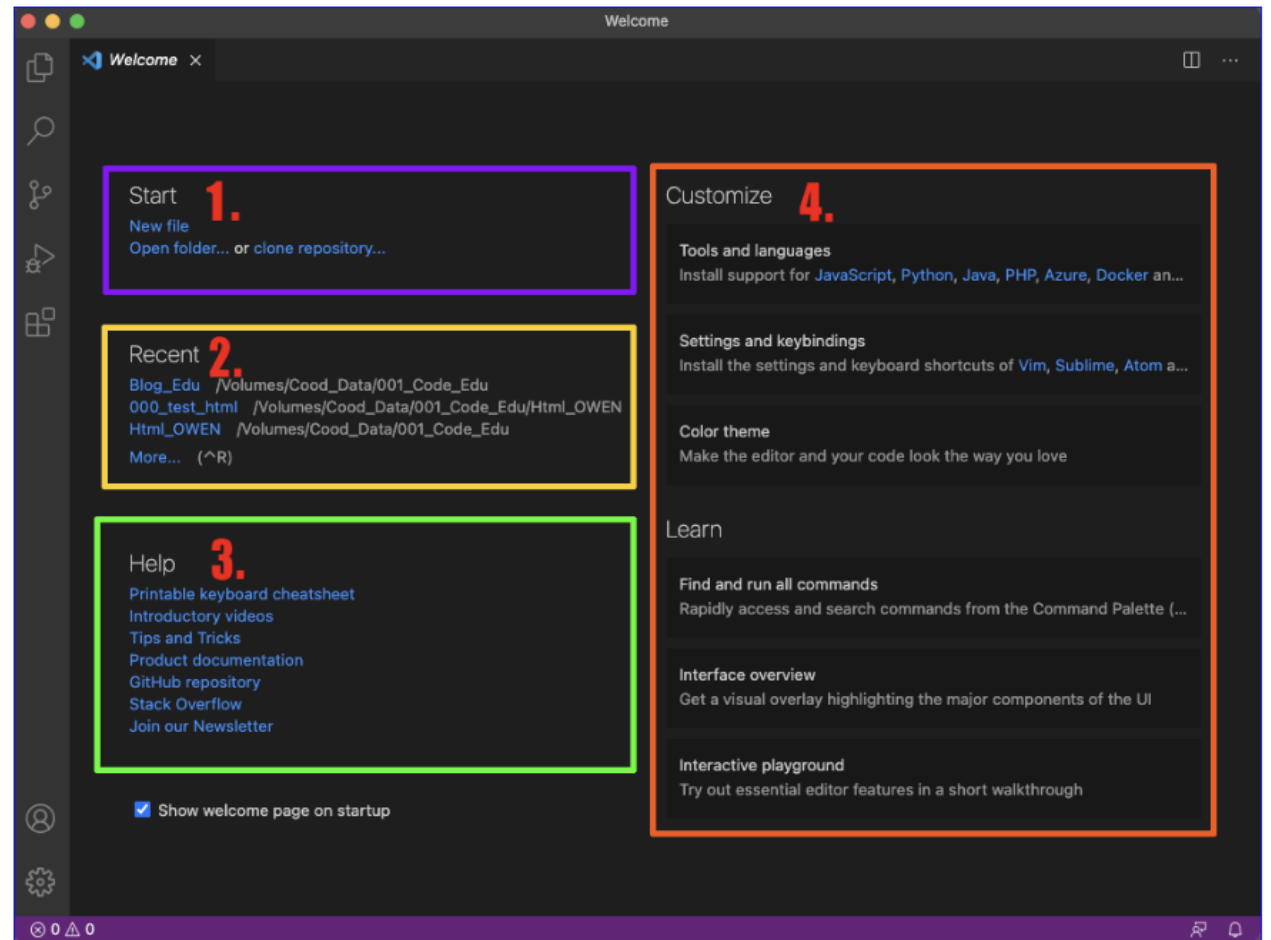 Welcome
Welcome
Start 1.
New file
Open folder... or clone repository...
Recent 2.
Blog_Edu /Volumes/Cood_Data/001_Code_Edu
000_test_html /Volumes/Cood_Data/001_Code_Edu/Html_OWEN
Html_OWEN /Volumes/Cood_Data/001_Code_Edu
More... (^R)
Help 3.
Printable keyboard cheatsheet
Introductory videos
Tips and Tricks
Product documentation
GitHub repository
Stack Overflow
Join our Newsletter
Show welcome page on startup
Customize 4.
Tools and languages
Install support for JavaScript, Python, Java, PHP, Azure, Docker an...
Settings and keybindings
Install the settings and keyboard shortcuts of Vim, Sublime, Atom a...
Color theme
Make the editor and your code look the way you love
Learn
Find and run all commands
Rapidly access and search commands from the Command Palette (...
Interface overview
Get a visual overlay highlighting the major components of the UI
Interactive playground
Try out essential editor features in a short walkthrough
0 0